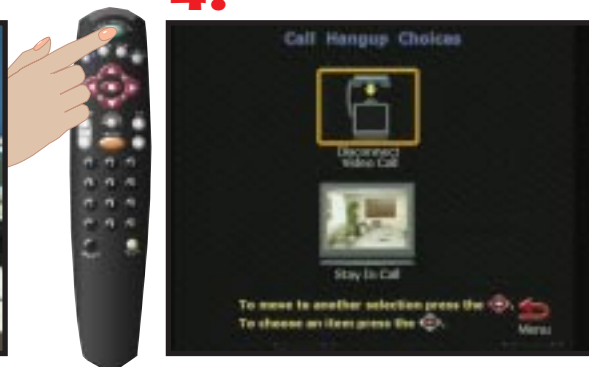 4.
Call Hangup Choices
Disconnect
Video Call
Stay In Call
To move to another selection press the
To choose an item press the
Menu